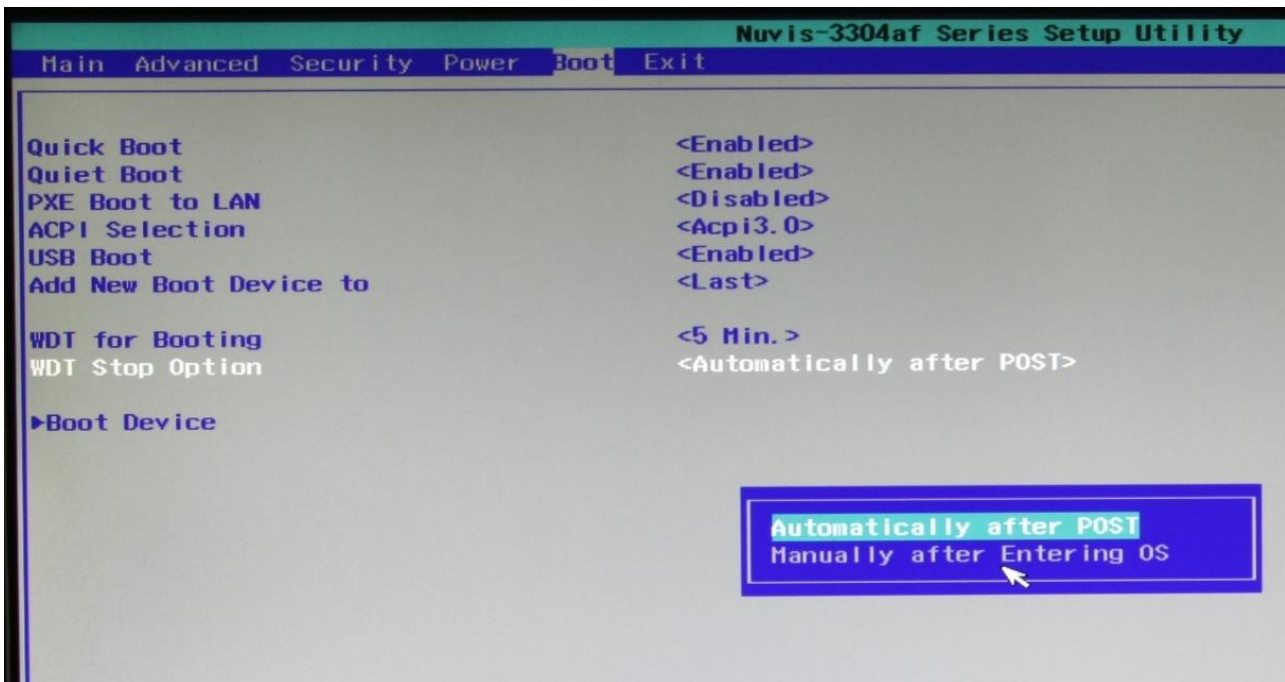 Nuvis-3304af Series Setup Utility
Main Advanced Security Power Boot Exit
Quick Boot <Enabled>
Quiet Boot <Enabled>
PXE Boot to LAN <Disabled>
ACPI Selection <Acpi3.0>
USB Boot <Enabled>
Add New Boot Device to <Last>
WDT for Booting <5 Min.>
WDT Stop Option <Automatically after POST>
▶Boot Device
Automatically after POST
Manually after Entering OS